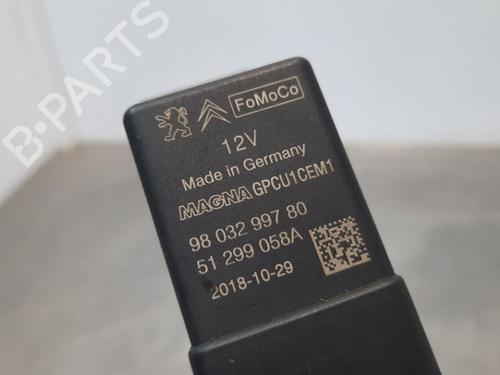 B-PARTS
FoMoCo
12V
Made in Germany
MAGNA GPCU1CEM1
98 032 997 80
51 299 058A
2018-10-29